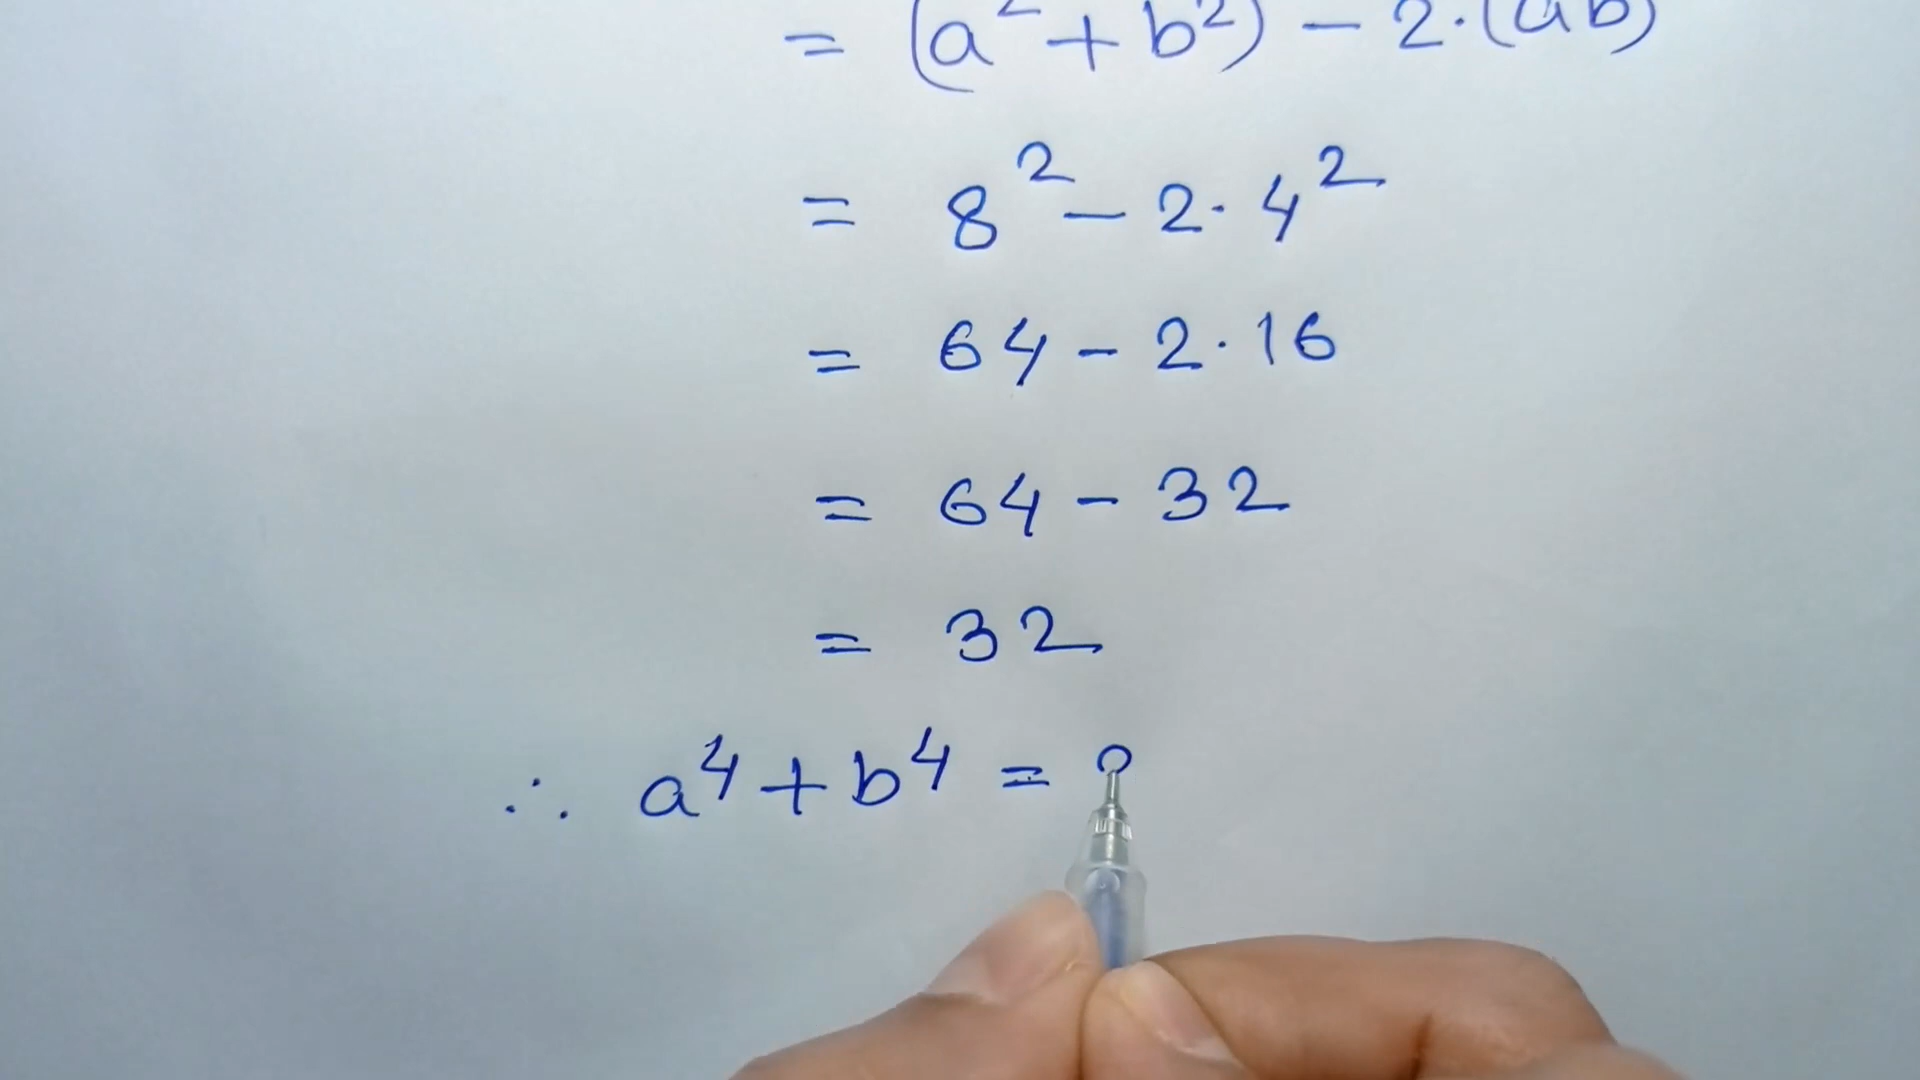 = (a² + b²) - 2·(ab)
= 8² - 2·4²
= 64 - 2·16
= 64 - 32
= 32
∴ a⁴ + b⁴ =